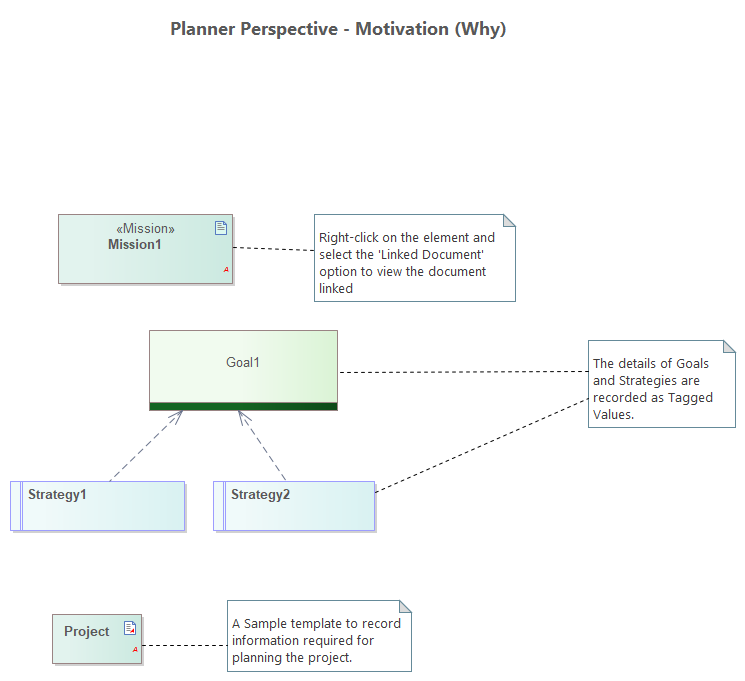 Planner Perspective - Motivation (Why)
«Mission»
Mission1
A
Right-click on the element and
select the 'Linked Document'
option to view the document
linked
Goal1
The details of Goals
and Strategies are
recorded as Tagged
Values.
Strategy1
Strategy2
Project
A
A Sample template to record
information required for
planning the project.